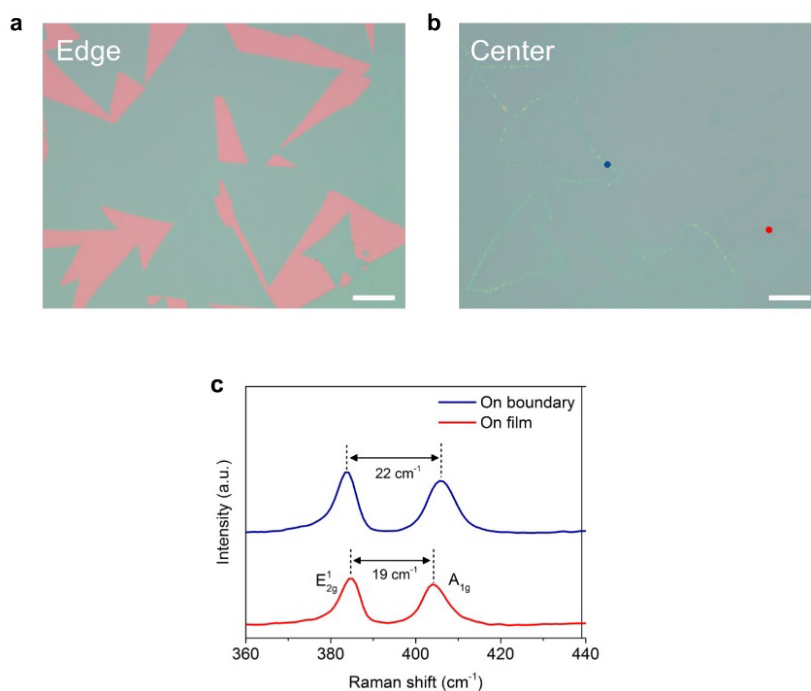 a
Edge
b
Center
c
On boundary
On film
22 cm⁻¹
19 cm⁻¹
E¹₂g
A₁g
Intensity (a.u.)
360
380
400
420
440
Raman shift (cm⁻¹)